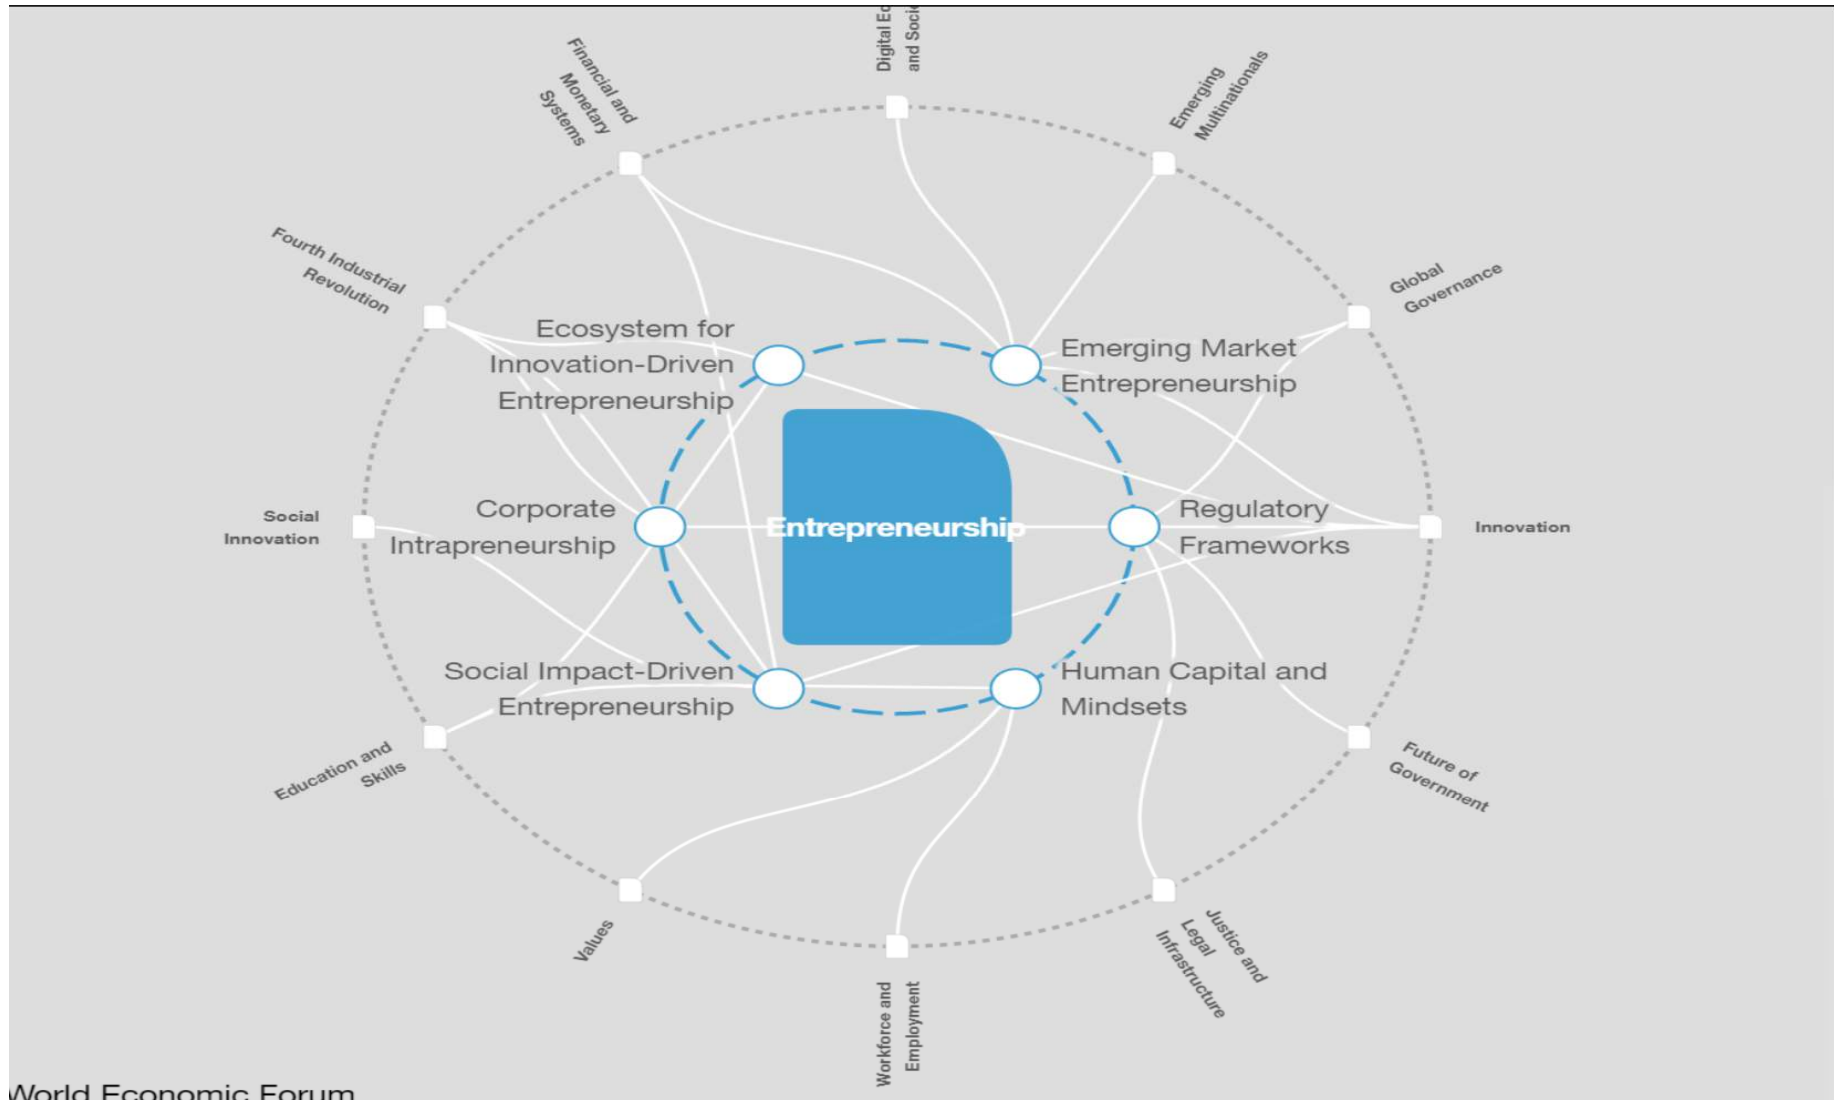 Digital Ec
and Socie
Financial and
Monetary
Systems
Emerging
Multinationals
Fourth Industrial
Revolution
Global
Governance
Ecosystem for
Innovation-Driven
Entrepreneurship
Emerging Market
Entrepreneurship
Social
Innovation
Corporate
Intrapreneurship
Entrepreneurship
Regulatory
Frameworks
Innovation
Social Impact-Driven
Entrepreneurship
Human Capital and
Mindsets
Education and
Skills
Future of
Government
Values
Workforce and
Employment
Justice and
Legal
Infrastructure
World Economic Forum